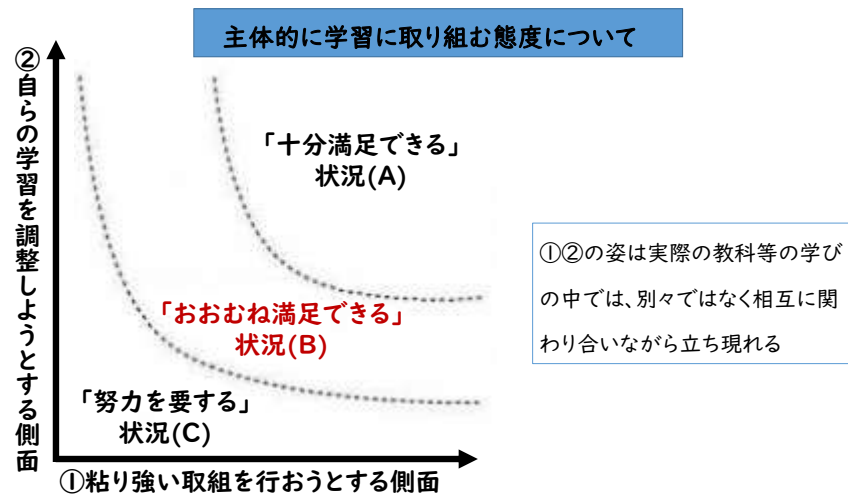 主体的に学習に取り組む態度について
②自らの学習を調整しようとする側面
「十分満足できる」
状況(A)
「おおむね満足できる」
状況(B)
「努力を要する」
状況(C)
①粘り強い取組を行おうとする側面
①②の姿は実際の教科等の学び
の中では、別々ではなく相互に関
わり合いながら立ち現れる